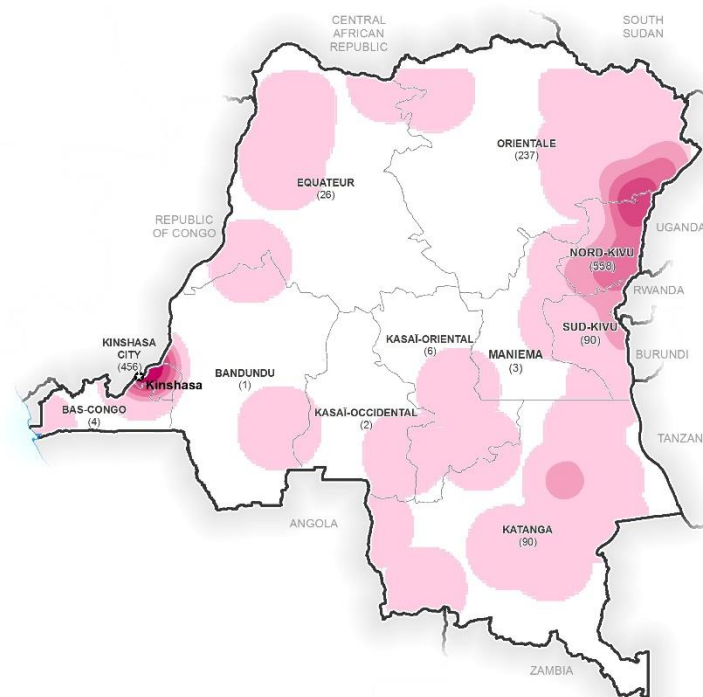 CENTRAL
AFRICAN
REPUBLIC
SOUTH
SUDAN
ORIENTALE
(237)
EQUATEUR
(26)
REPUBLIC
OF CONGO
UGANDA
NORD-KIVU
(598)
RWANDA
SUD-KIVU
(90)
KINSHASA
CITY
(456)
Kinshasa
KASAÏ-ORIENTAL
(6)
MANIEMA
(3)
BURUNDI
BANDUNDU
(1)
BAS-CONGO
(4)
KASAÏ-OCCIDENTAL
(2)
TANZAN
ANGOLA
KATANGA
(90)
ZAMBIA